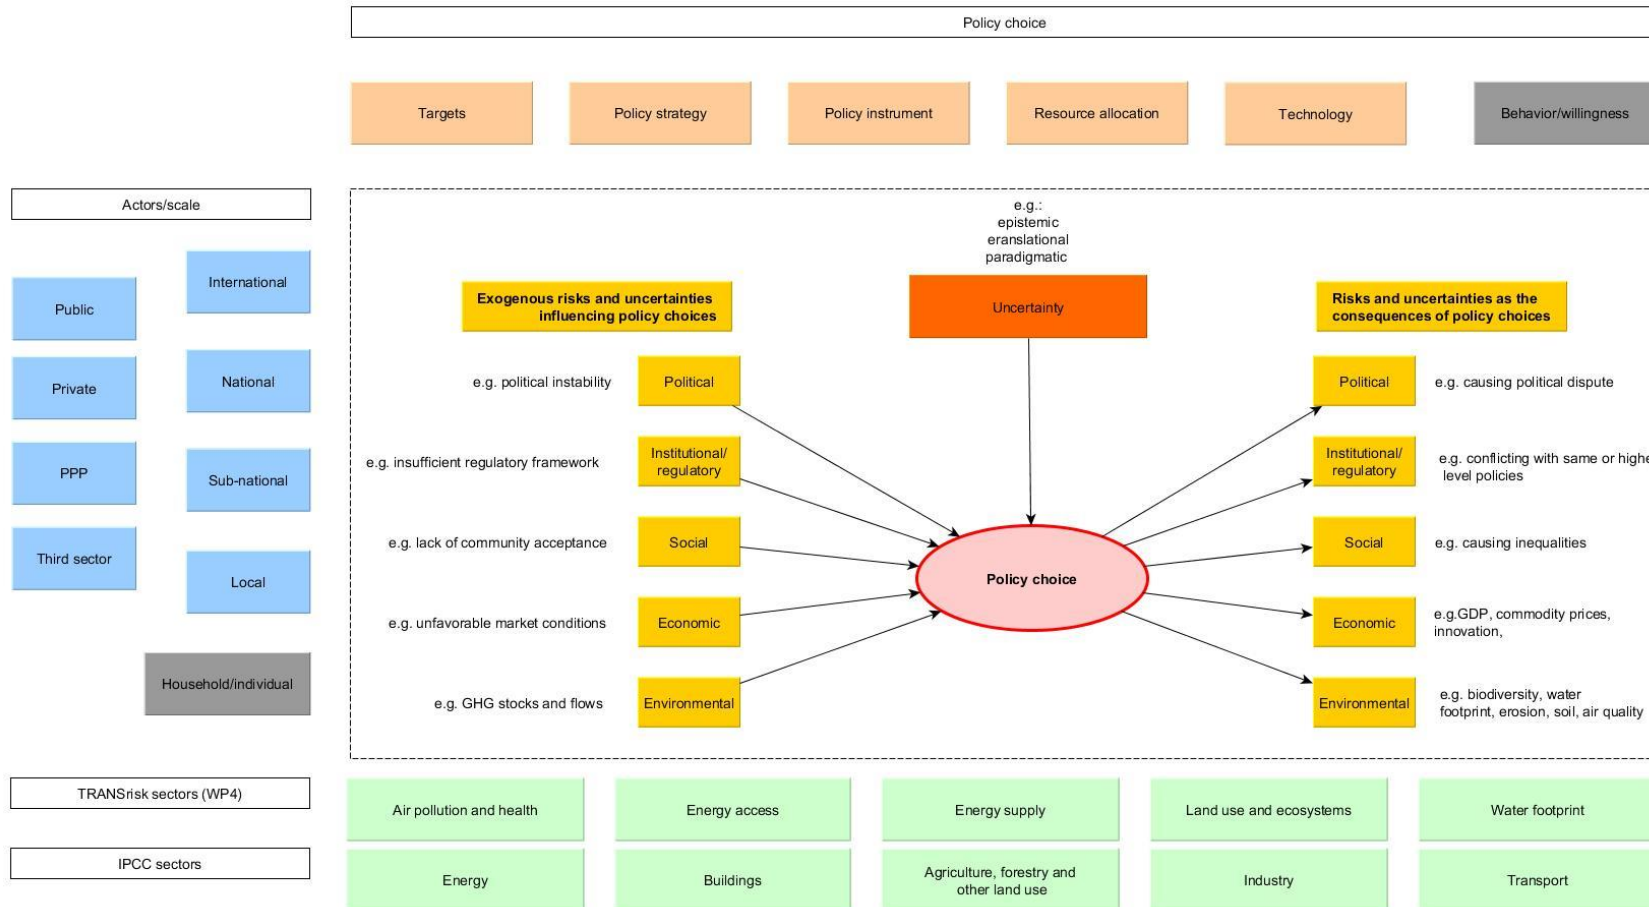 Policy choice
Targets
Policy strategy
Policy instrument
Resource allocation
Technology
Behavior/willingness
Actors/scale
Public
Private
PPP
Third sector
International
National
Sub-national
Local
Household/individual
e.g.:
epistemic
eranslational
paradigmatic
Uncertainty
Exogenous risks and uncertainties
influencing policy choices
e.g. political instability
Political
e.g. insufficient regulatory framework
Institutional/
regulatory
e.g. lack of community acceptance
Social
e.g. unfavorable market conditions
Economic
e.g. GHG stocks and flows
Environmental
Policy choice
Risks and uncertainties as the
consequences of policy choices
Political
e.g. causing political dispute
Institutional/
regulatory
e.g. conflicting with same or highe
level policies
Social
e.g. causing inequalities
Economic
e.g.GDP, commodity prices,
innovation,
Environmental
e.g. biodiversity, water
footprint, erosion, soil, air quality
TRANSrisk sectors (WP4)
Air pollution and health
Energy access
Energy supply
Land use and ecosystems
Water footprint
IPCC sectors
Energy
Buildings
Agriculture, forestry and
other land use
Industry
Transport